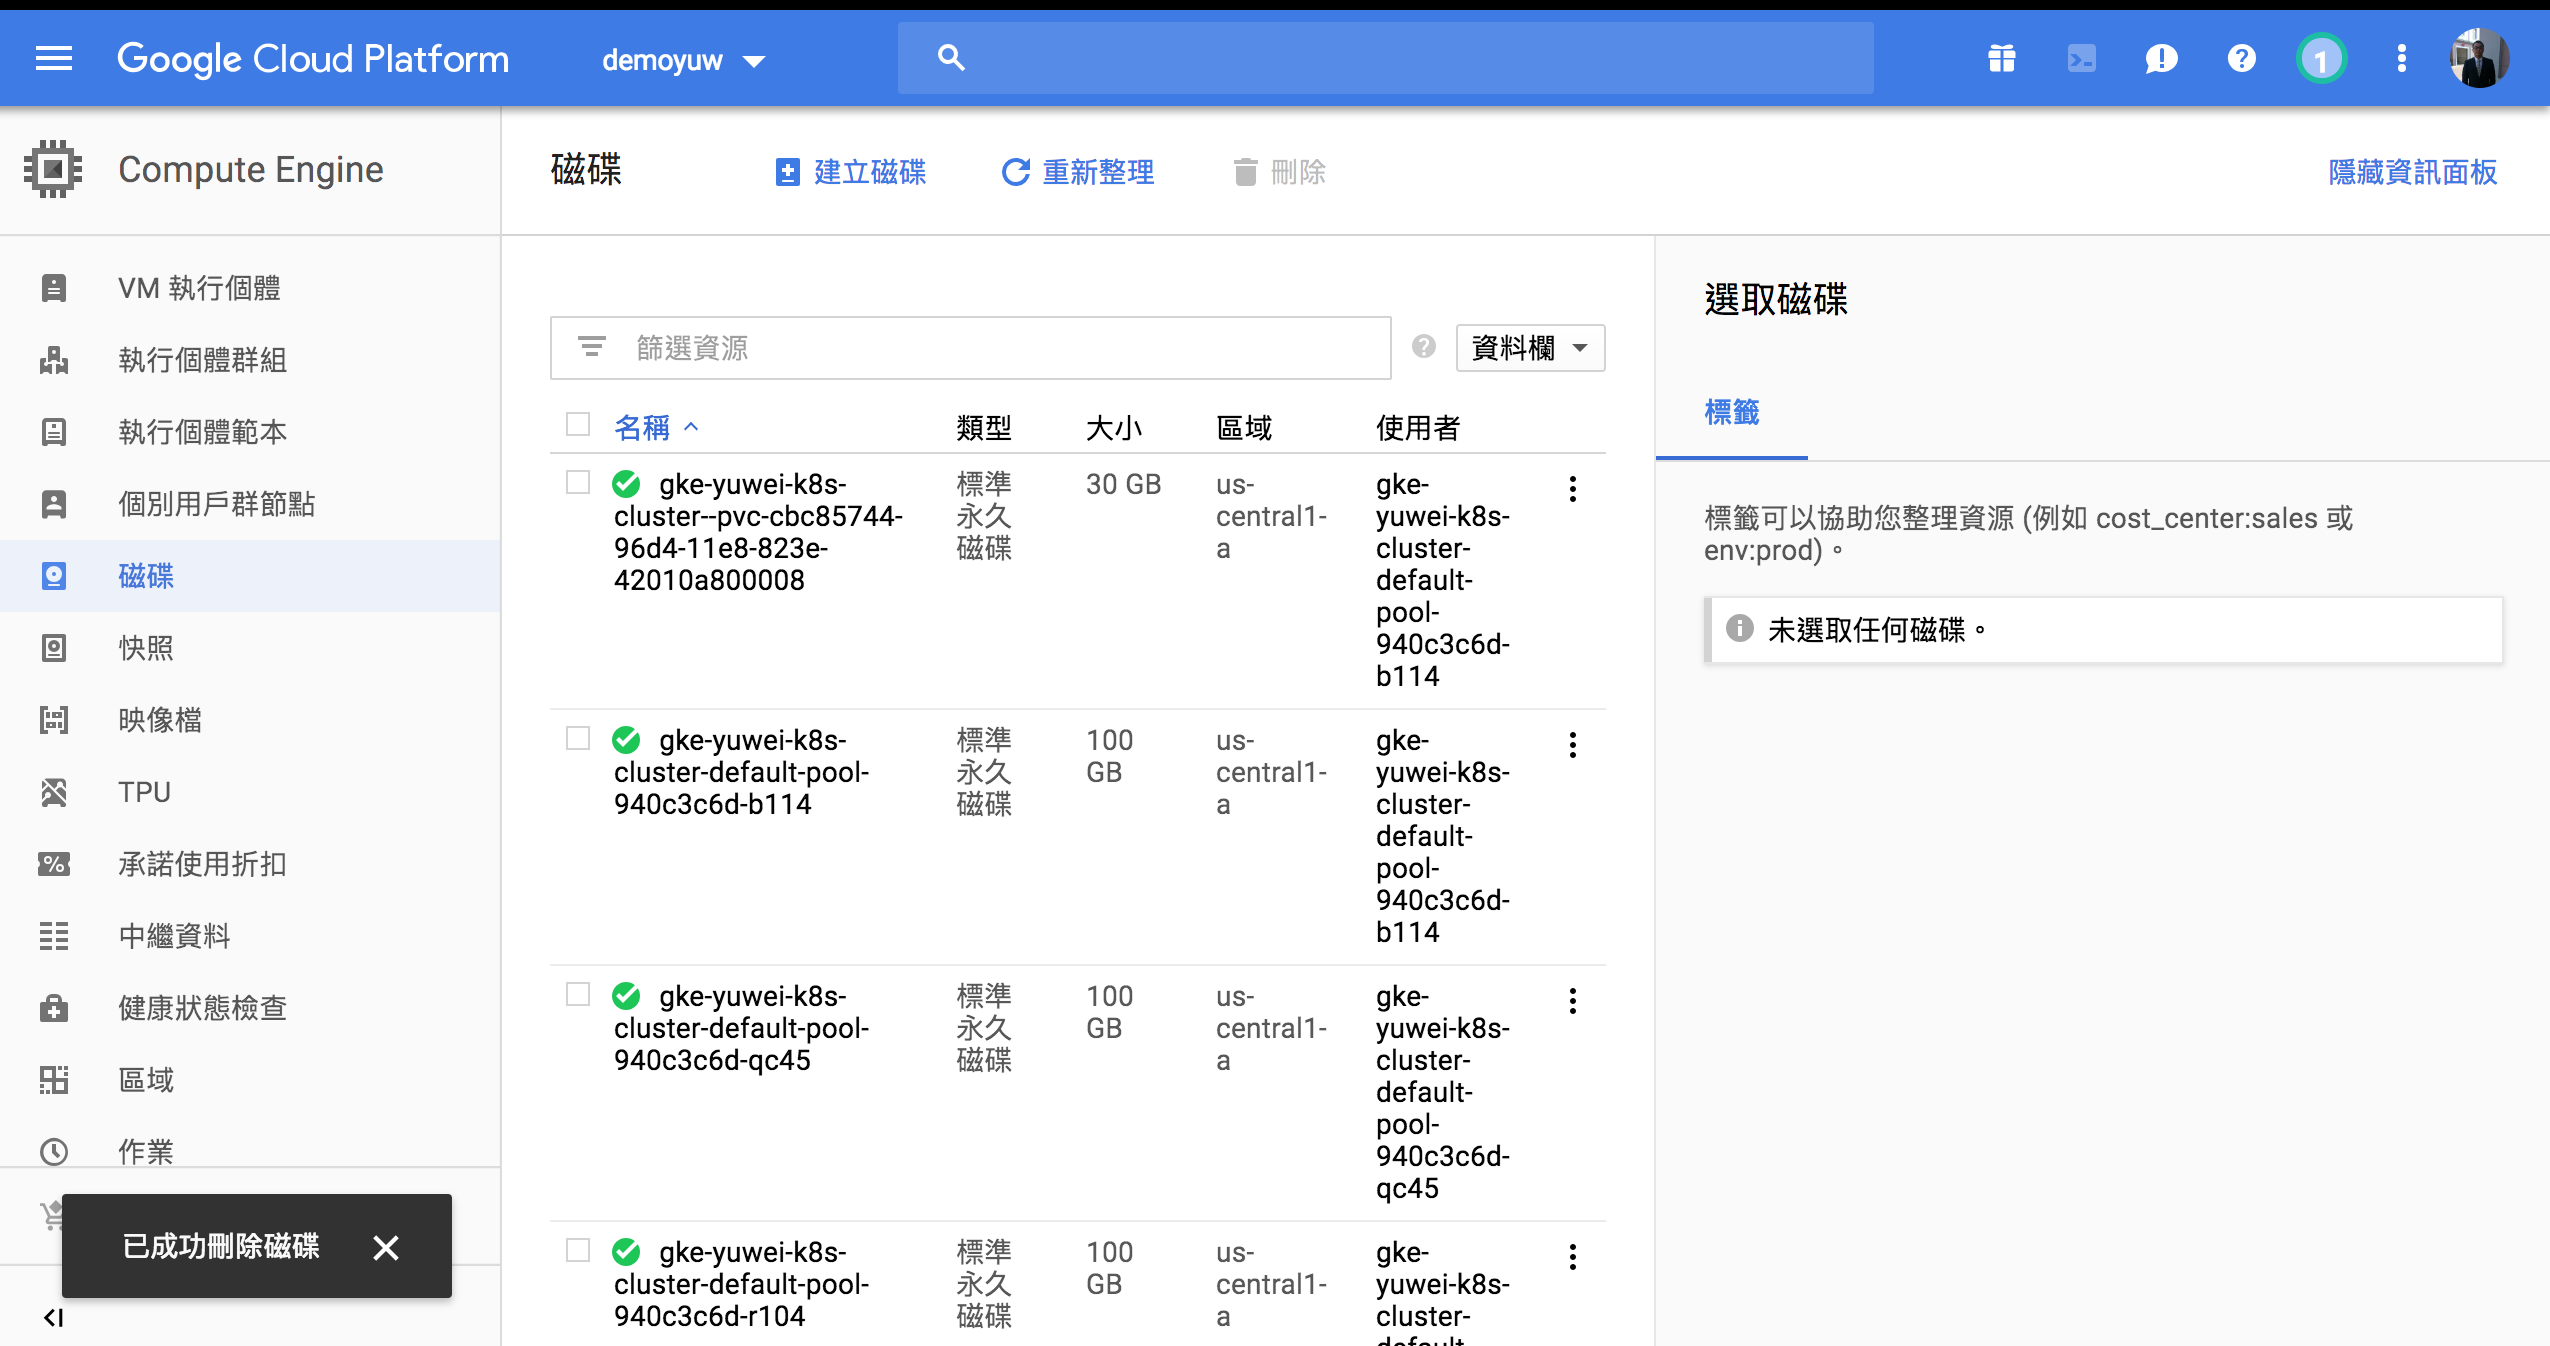 Google Cloud Platform
demoyuw
1
Compute Engine
磁碟
建立磁碟
重新整理
刪除
隱藏資訊面板
VM 執行個體
執行個體群組
執行個體範本
個別用戶群節點
磁碟
快照
映像檔
TPU
承諾使用折扣
中繼資料
健康狀態檢查
區域
作業
已成功刪除磁碟
篩選資源
資料欄
名稱
類型
大小
區域
使用者
gke-yuwei-k8s-
cluster--pvc-cbc85744-
96d4-11e8-823e-
42010a800008
標準
永久
磁碟
30 GB
us-
central1-
a
gke-
yuwei-k8s-
cluster-
default-
pool-
940c3c6d-
b114
gke-yuwei-k8s-
cluster-default-pool-
940c3c6d-b114
標準
永久
磁碟
100
GB
us-
central1-
a
gke-
yuwei-k8s-
cluster-
default-
pool-
940c3c6d-
b114
gke-yuwei-k8s-
cluster-default-pool-
940c3c6d-qc45
標準
永久
磁碟
100
GB
us-
central1-
a
gke-
yuwei-k8s-
cluster-
default-
pool-
940c3c6d-
qc45
gke-yuwei-k8s-
cluster-default-pool-
940c3c6d-r104
標準
永久
磁碟
100
GB
us-
central1-
a
gke-
yuwei-k8s-
cluster-
default-
選取磁碟
標籤
標籤可以協助您整理資源 (例如 cost_center:sales 或
env:prod)。
未選取任何磁碟。